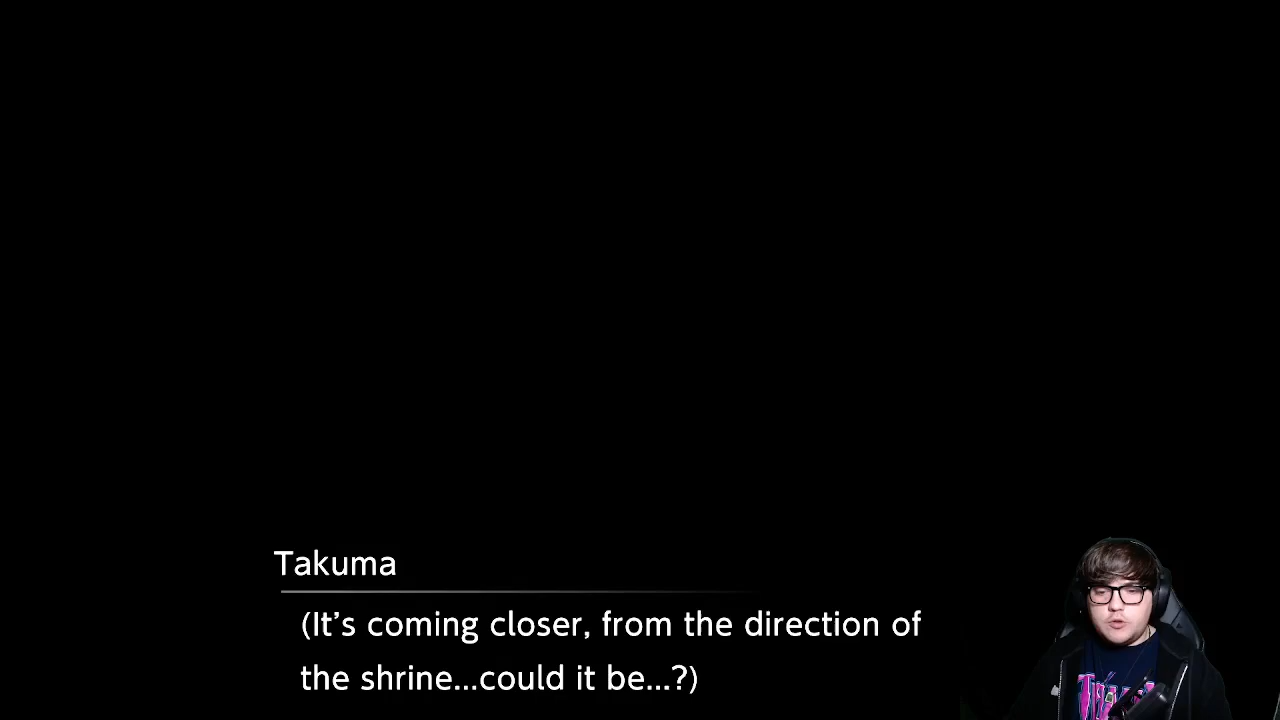 Takuma
(It's coming closer, from the direction of
the shrine...could it be...?)